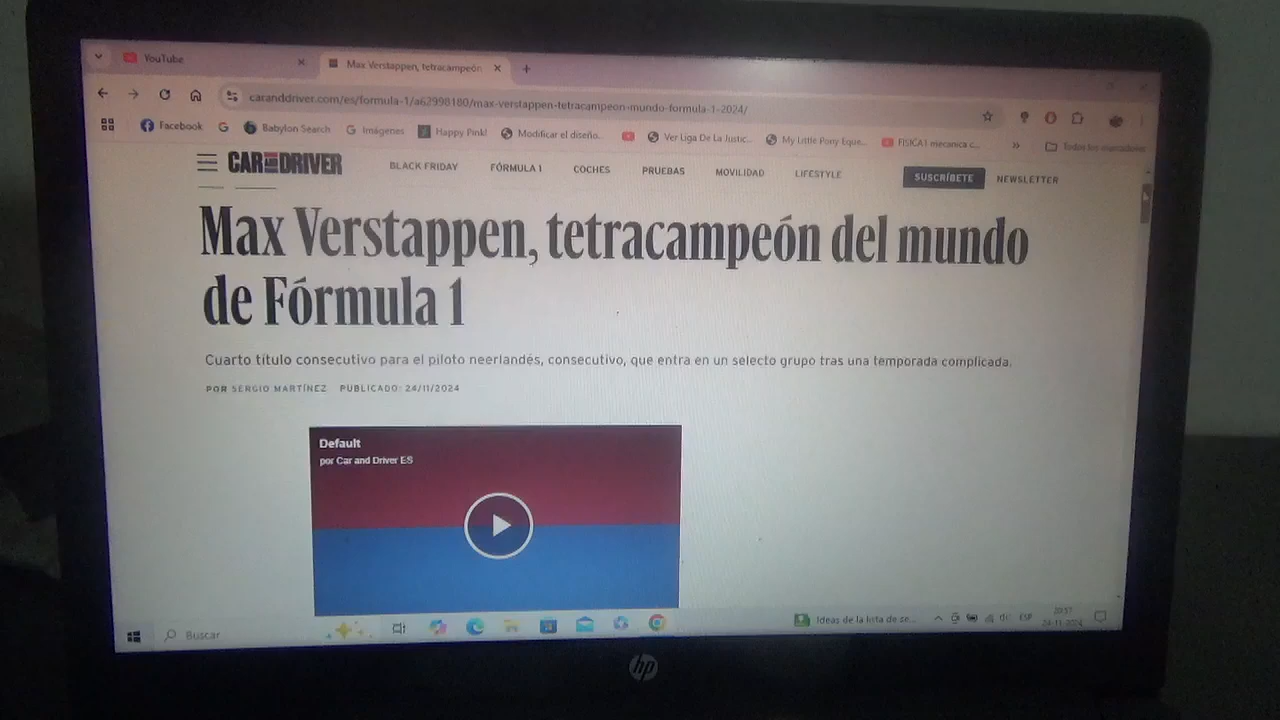 YouTube
Max Verstappen, tetracampeón
caranddriver.com/es/formula-1/a62998180/max-verstappen-tetracampeon-mundo-formula-1-2024/
Facebook
Babylon Search
Imágenes
Happy Pink!
Modificar el diseño...
Ver Liga De La Justic...
My Little Pony Eque...
FISICA1 mecanica c...
»
Todos los marcadores
CAR AND DRIVER
BLACK FRIDAY
FÓRMULA 1
COCHES
PRUEBAS
MOVILIDAD
LIFESTYLE
SUSCRÍBETE
NEWSLETTER
Max Verstappen, tetracampeón del mundo
de Fórmula 1
Cuarto título consecutivo para el piloto neerlandés, consecutivo, que entra en un selecto grupo tras una temporada complicada.
POR SERGIO MARTÍNEZ PUBLICADO: 24/11/2024
Default
por Car and Driver ES
Buscar
Ideas de la lista de se...
ESP
20:57
24-11-2024
hp